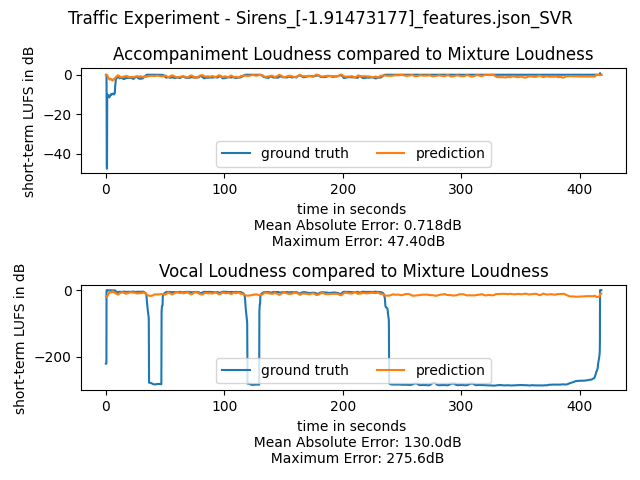 Traffic Experiment - Sirens_[-1.91473177]_features.json_SVR
Accompaniment Loudness compared to Mixture Loudness
short-term LUFS in dB
0
−20
−40
ground truth
prediction
0
100
200
300
400
time in seconds
Mean Absolute Error: 0.718dB
Maximum Error: 47.40dB
Vocal Loudness compared to Mixture Loudness
short-term LUFS in dB
0
−200
ground truth
prediction
0
100
200
300
400
time in seconds
Mean Absolute Error: 130.0dB
Maximum Error: 275.6dB